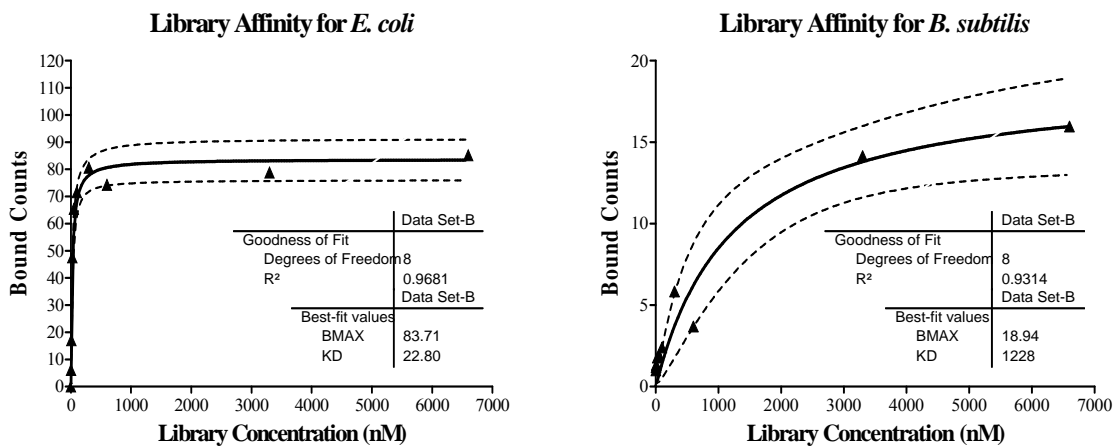 Library Affinity for E. coli
120
110
100
90
80
70
60
50
40
30
20
10
0
Bound Counts
0 1000 2000 3000 4000 5000 6000 7000
Library Concentration (nM)
Data Set-B
Goodness of Fit
Degrees of Freedom 8
R² 0.9681
Data Set-B
Best-fit values
BMAX 83.71
KD 22.80
Library Affinity for B. subtilis
20
15
10
5
0
Bound Counts
0 1000 2000 3000 4000 5000 6000 7000
Library Concentration (nM)
Data Set-B
Goodness of Fit
Degrees of Freedom 8
R² 0.9314
Data Set-B
Best-fit values
BMAX 18.94
KD 1228